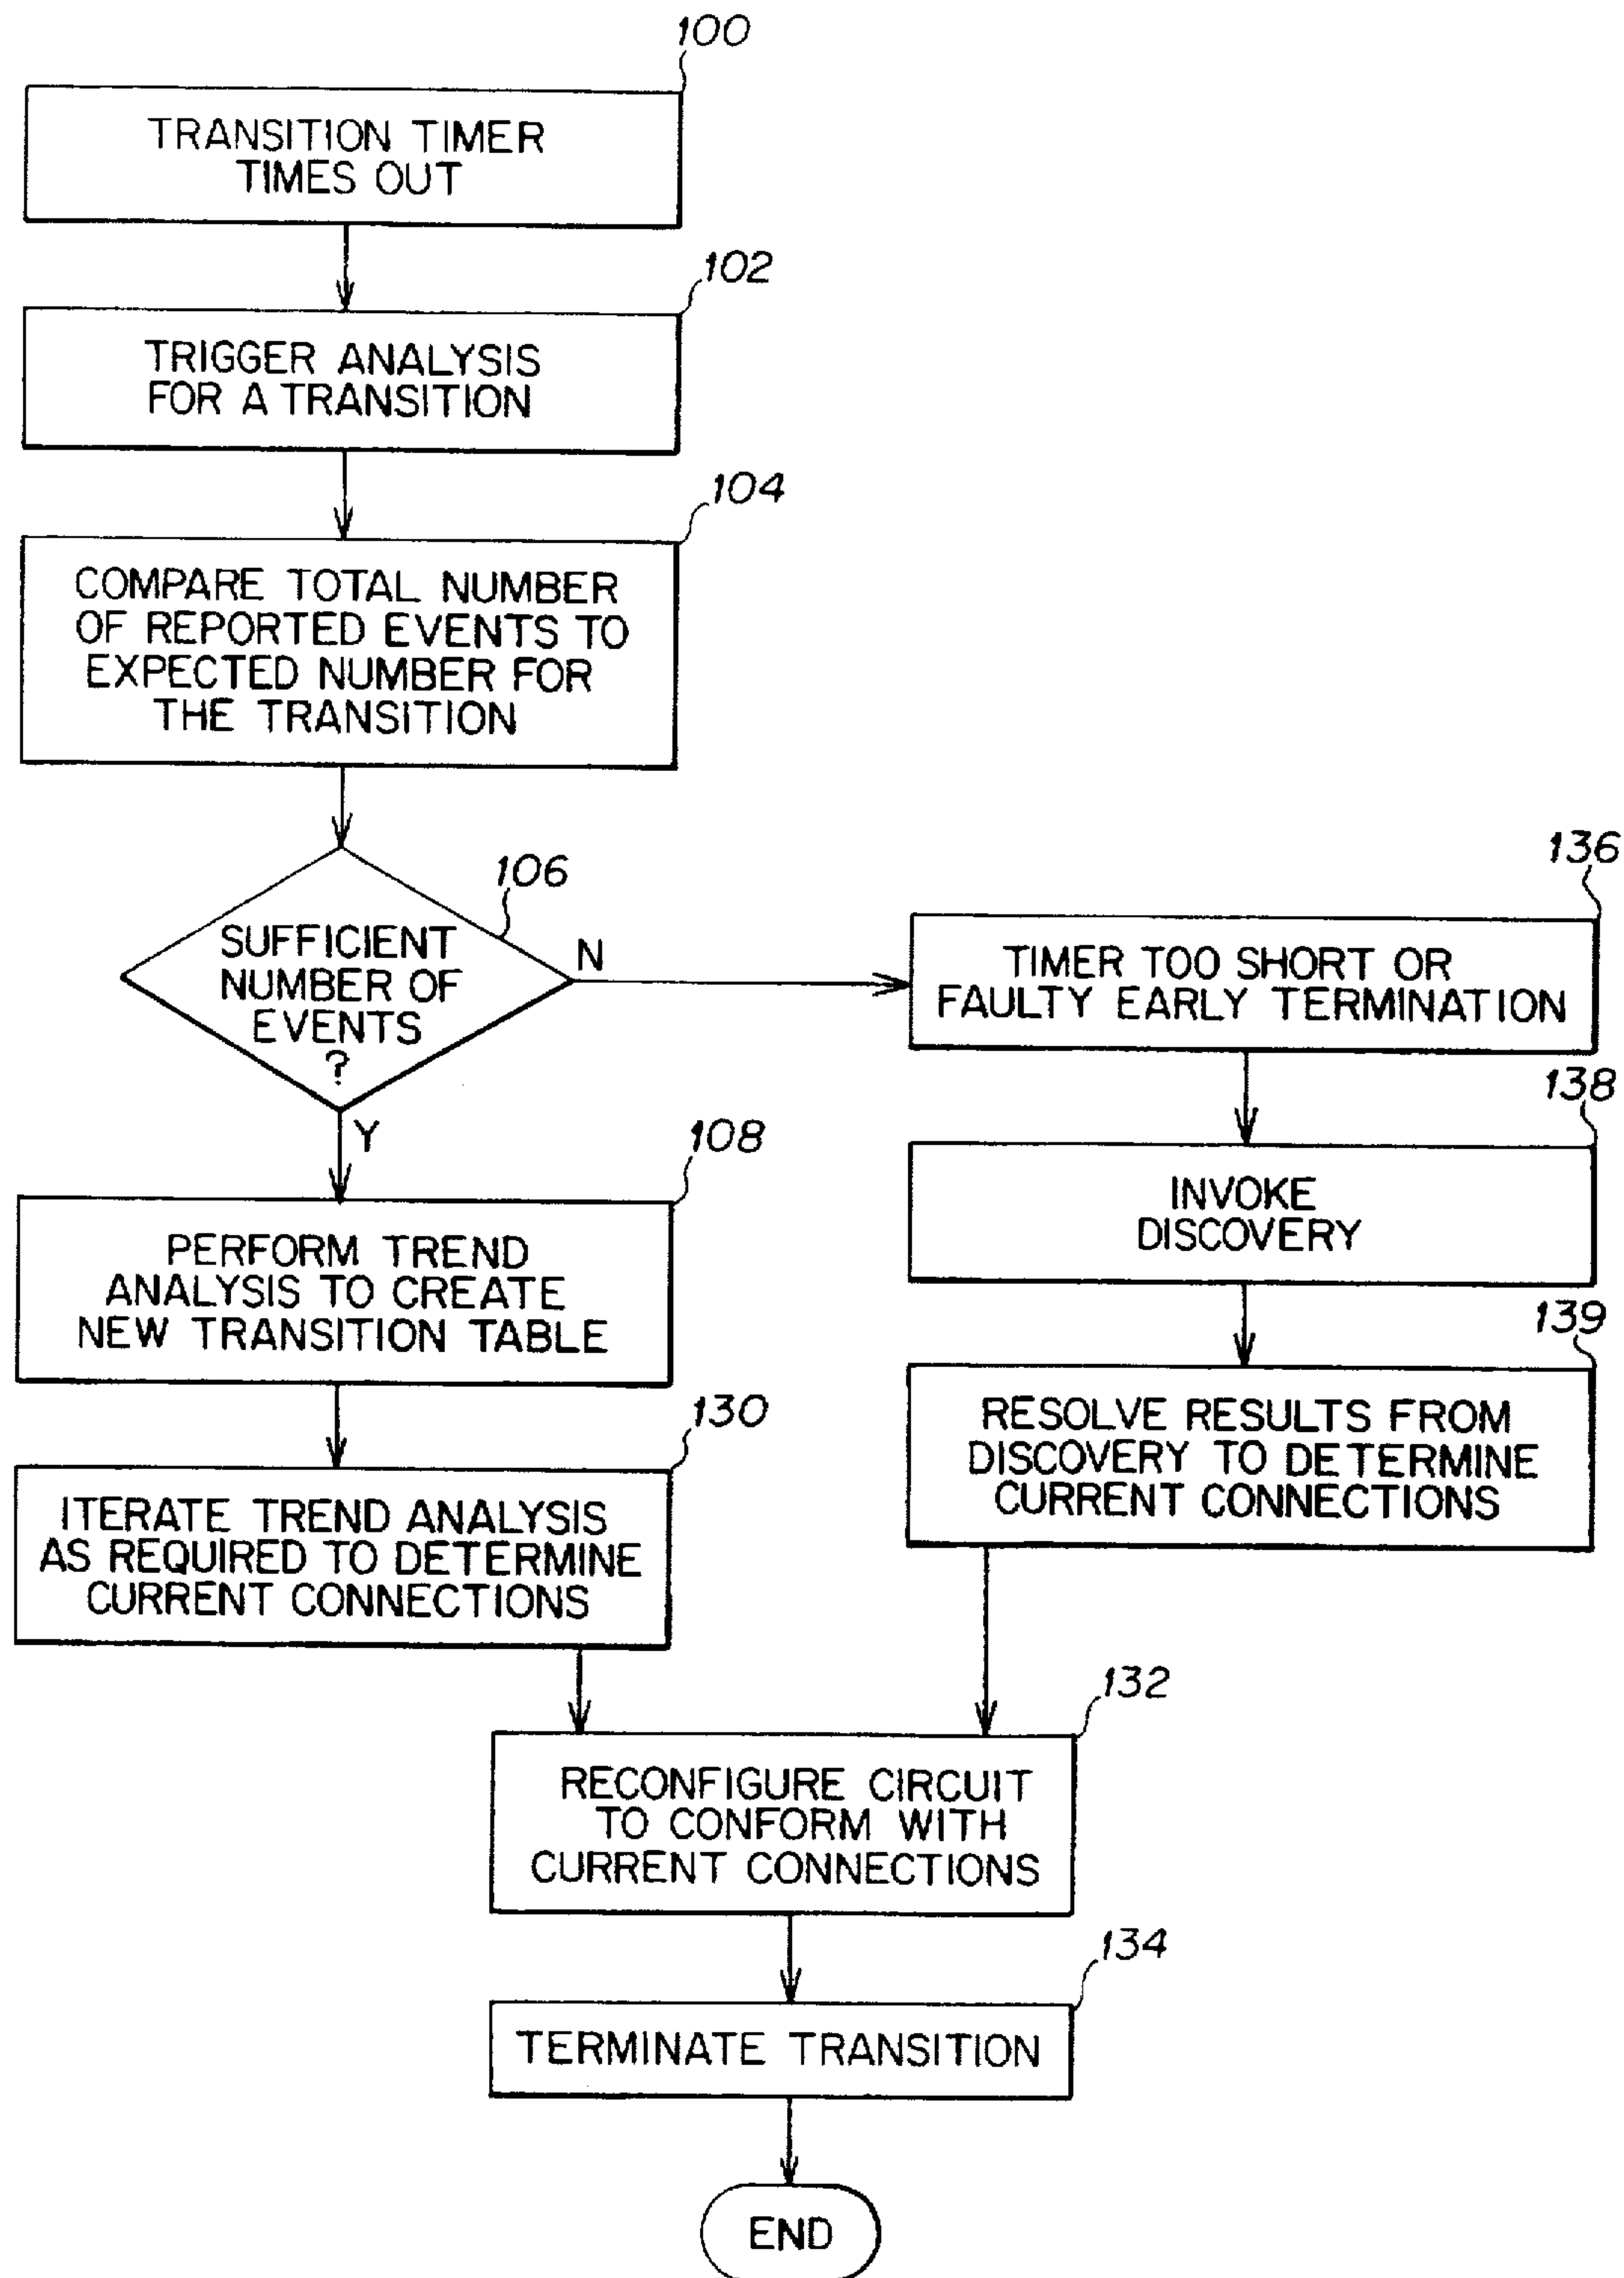 100
TRANSITION TIMER
TIMES OUT
102
TRIGGER ANALYSIS
FOR A TRANSITION
104
COMPARE TOTAL NUMBER
OF REPORTED EVENTS TO
EXPECTED NUMBER FOR
THE TRANSITION
106
SUFFICIENT
NUMBER OF
EVENTS
?
N
Y
136
TIMER TOO SHORT OR
FAULTY EARLY TERMINATION
138
INVOKE
DISCOVERY
139
RESOLVE RESULTS FROM
DISCOVERY TO DETERMINE
CURRENT CONNECTIONS
108
PERFORM TREND
ANALYSIS TO CREATE
NEW TRANSITION TABLE
130
ITERATE TREND ANALYSIS
AS REQUIRED TO DETERMINE
CURRENT CONNECTIONS
132
RECONFIGURE CIRCUIT
TO CONFORM WITH
CURRENT CONNECTIONS
134
TERMINATE TRANSITION
END